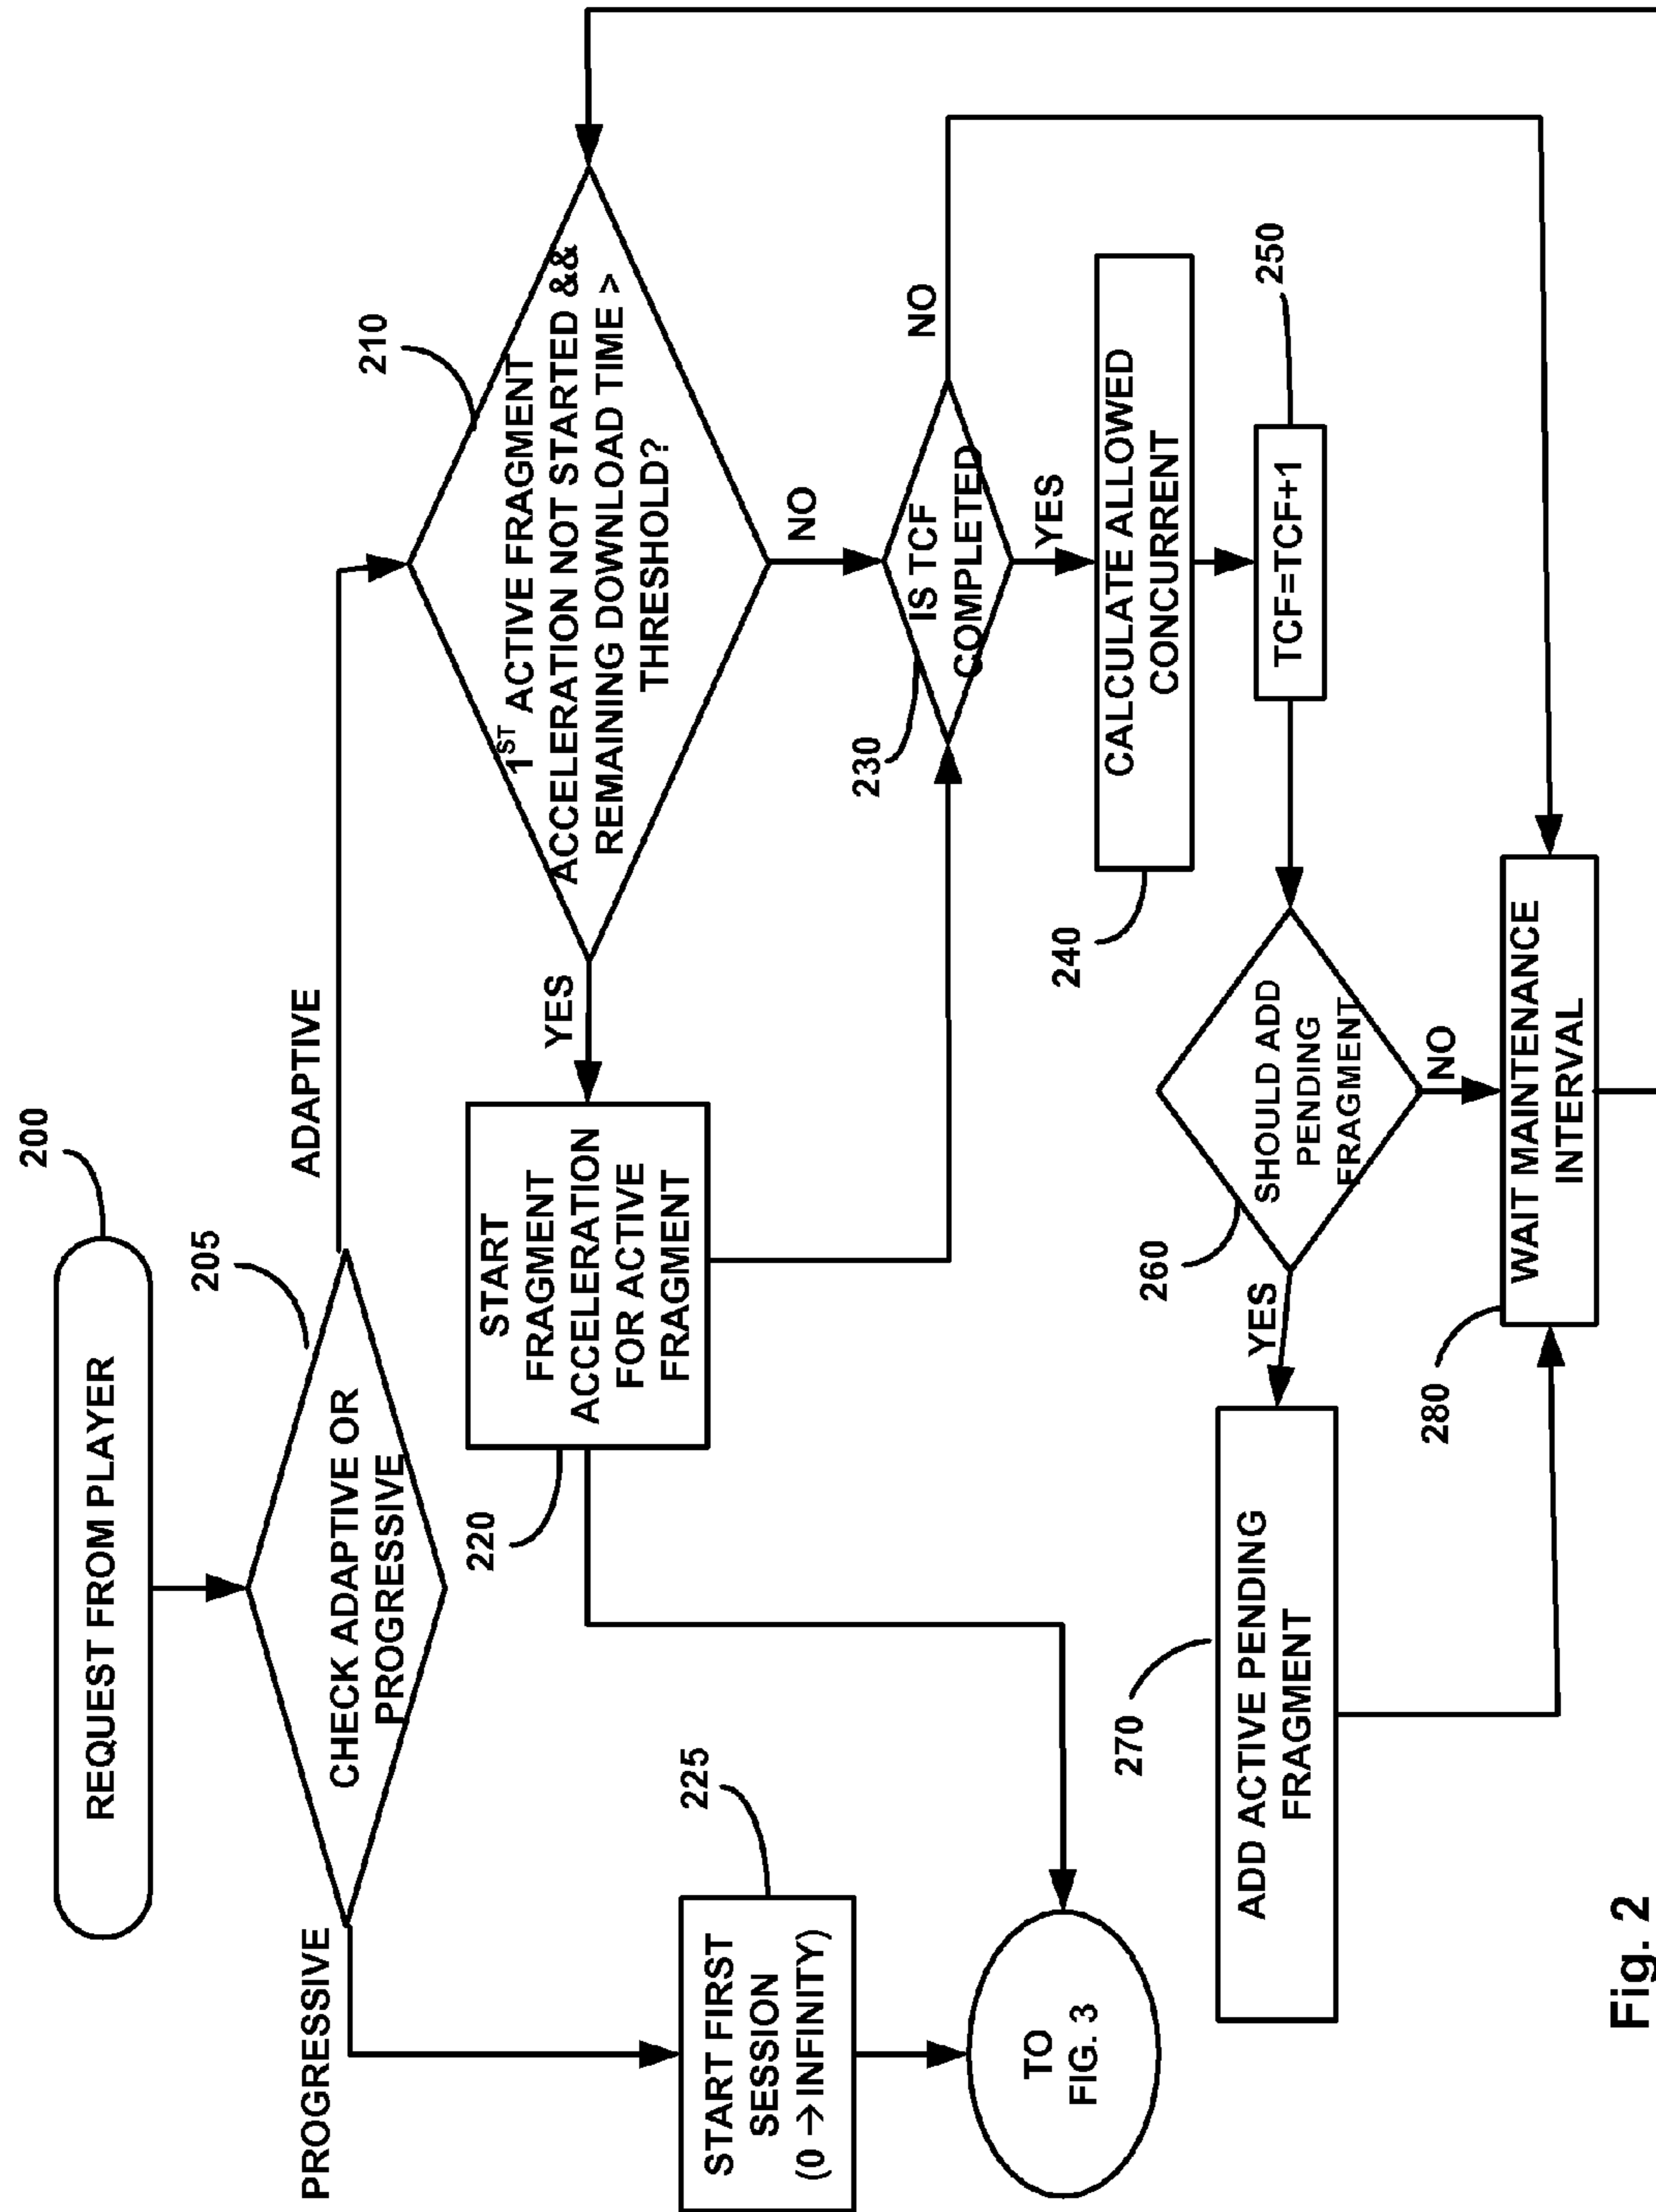 200
REQUEST FROM PLAYER
205
CHECK ADAPTIVE OR
PROGRESSIVE
PROGRESSIVE
ADAPTIVE
210
1ST ACTIVE FRAGMENT
ACCELERATION NOT STARTED &&
REMAINING DOWNLOAD TIME >
THRESHOLD?
YES
NO
START
FRAGMENT
ACCELERATION
FOR ACTIVE
FRAGMENT
220
225
START FIRST
SESSION
(0 → INFINITY)
TO
FIG. 3
230
IS TCF
COMPLETED
NO
YES
CALCULATE ALLOWED
CONCURRENT
240
250
TCF=TCF+1
SHOULD ADD
PENDING
FRAGMENT
260
YES
NO
270
ADD ACTIVE PENDING
FRAGMENT
280
WAIT MAINTENANCE
INTERVAL
Fig. 2